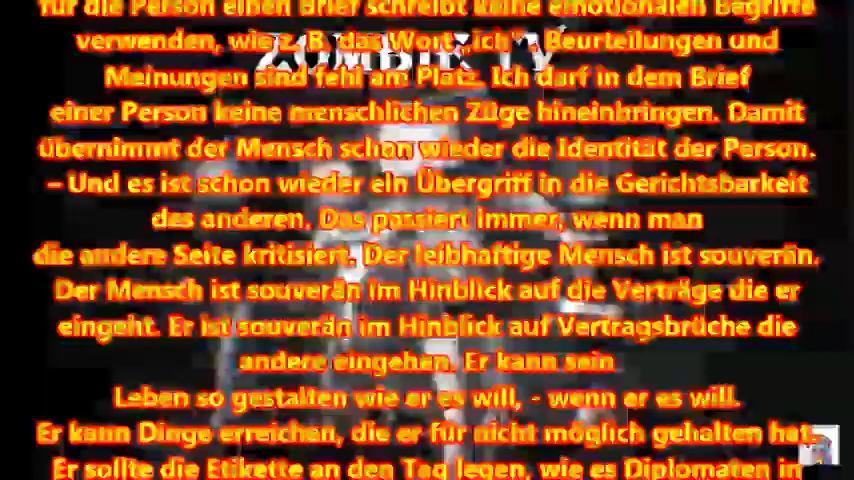 für die Person einen Brief schreibt keine emotionalen Begriffe
ZOMBIE TV
verwenden, wie z. B. das Wort „ich“. Beurteilungen und
Meinungen sind fehl am Platz. Ich darf in dem Brief
einer Person keine menschlichen Züge hineinbringen. Damit
übernimmt der Mensch schon wieder die Identität der Person.
– Und es ist schon wieder ein Übergriff in die Gerichtsbarkeit
des anderen. Das passiert immer, wenn man
die andere Seite kritisiert. Der leibhaftige Mensch ist souverän.
Der Mensch ist souverän im Hinblick auf die Verträge die er
eingeht. Er ist souverän im Hinblick auf Vertragsbrüche die
andere eingehen. Er kann sein
Leben so gestalten wie er es will, - wenn er es will.
Er kann Dinge erreichen, die er für nicht möglich gehalten hat.
Er sollte die Etikette an den Tag legen, wie es Diplomaten in